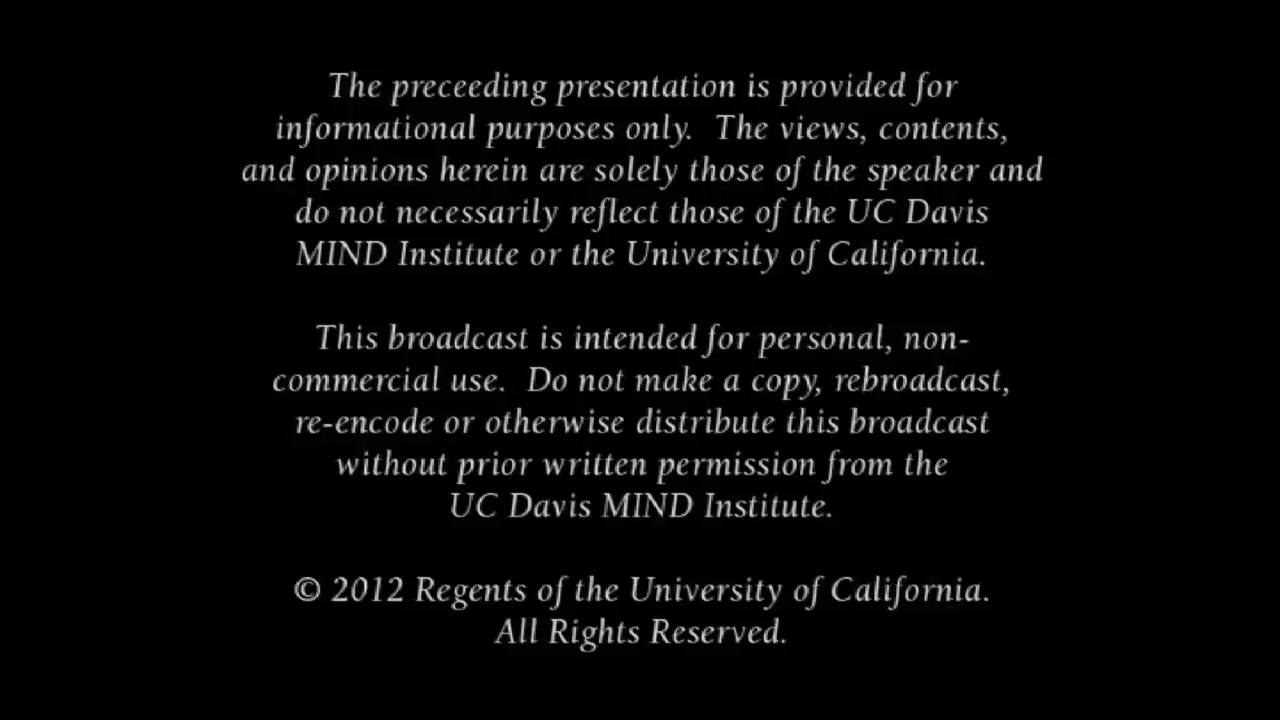 The preceeding presentation is provided for
informational purposes only.  The views, contents,
and opinions herein are solely those of the speaker and
do not necessarily reflect those of the UC Davis
MIND Institute or the University of California.
This broadcast is intended for personal, non-
commercial use.  Do not make a copy, rebroadcast,
re-encode or otherwise distribute this broadcast
without prior written permission from the
UC Davis MIND Institute.
© 2012 Regents of the University of California.
All Rights Reserved.